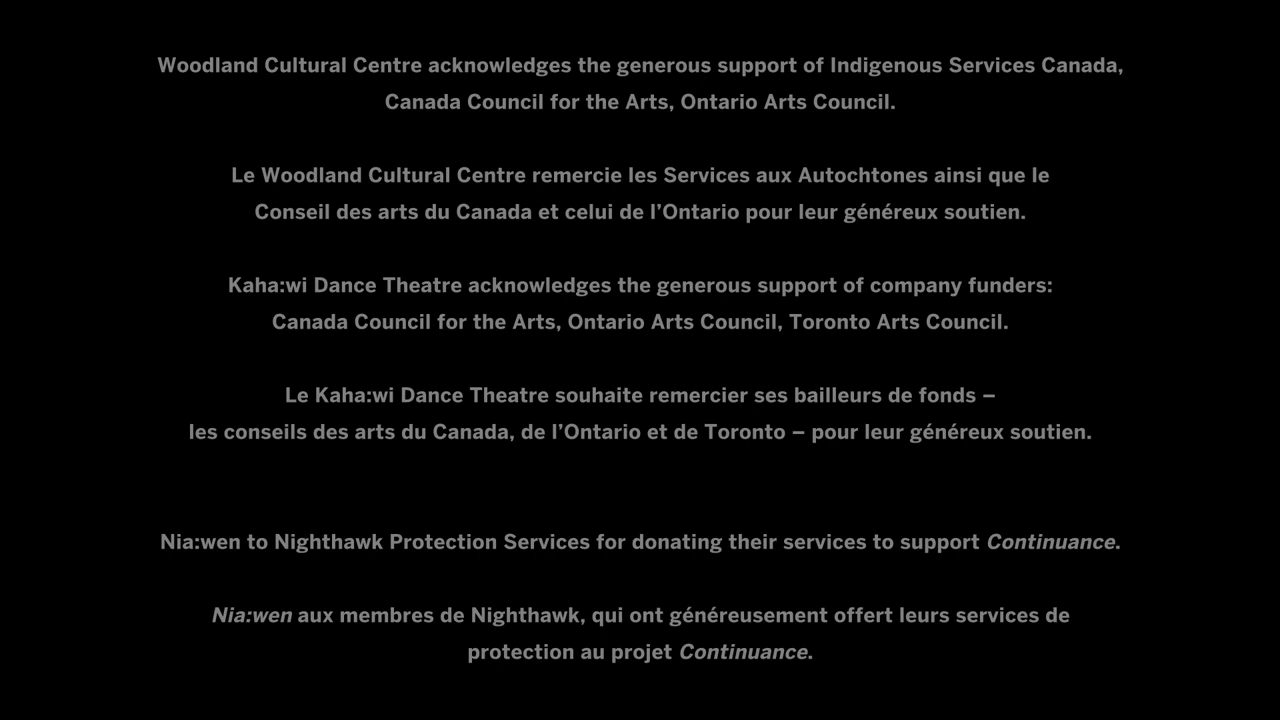 Woodland Cultural Centre acknowledges the generous support of Indigenous Services Canada,
Canada Council for the Arts, Ontario Arts Council.
Le Woodland Cultural Centre remercie les Services aux Autochtones ainsi que le
Conseil des arts du Canada et celui de l’Ontario pour leur généreux soutien.
Kaha:wi Dance Theatre acknowledges the generous support of company funders:
Canada Council for the Arts, Ontario Arts Council, Toronto Arts Council.
Le Kaha:wi Dance Theatre souhaite remercier ses bailleurs de fonds –
les conseils des arts du Canada, de l’Ontario et de Toronto – pour leur généreux soutien.
Nia:wen to Nighthawk Protection Services for donating their services to support Continuance.
Nia:wen aux membres de Nighthawk, qui ont généreusement offert leurs services de
protection au projet Continuance.